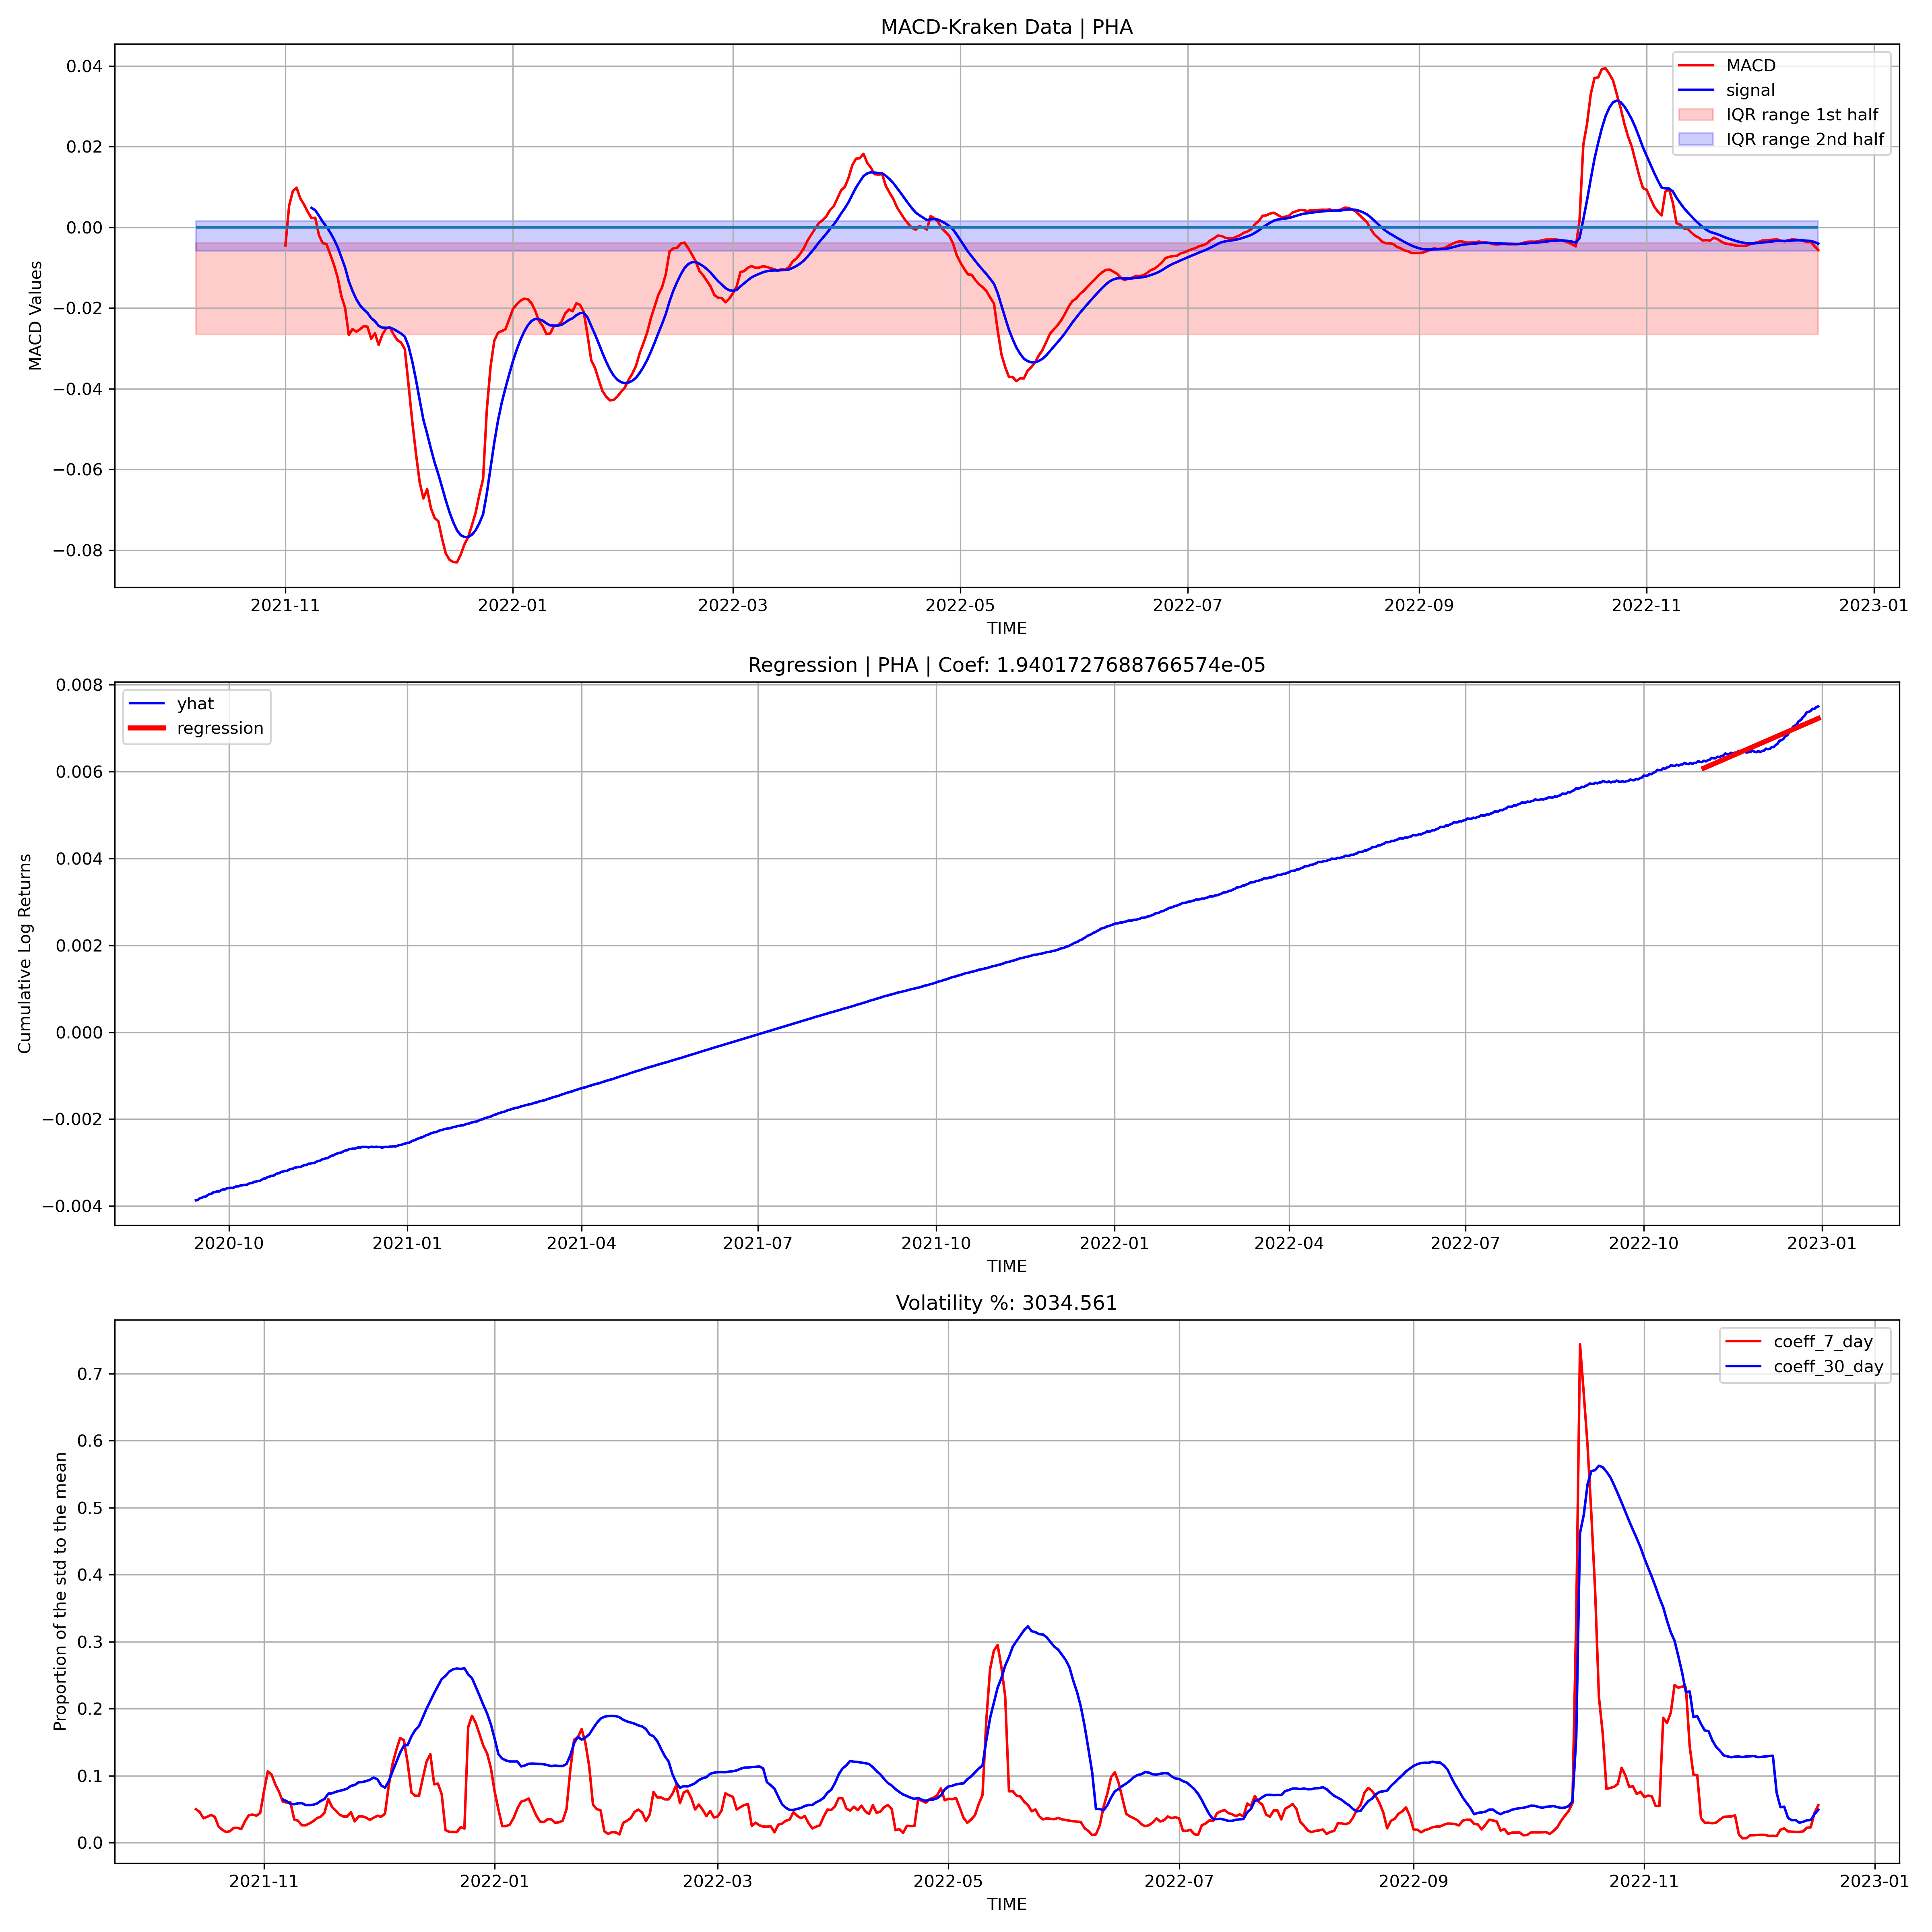 MACD-Kraken Data | PHA
MACD
signal
IQR range 1st half
IQR range 2nd half
MACD Values
0.04
0.02
0.00
−0.02
−0.04
−0.06
−0.08
2021-11 2022-01 2022-03 2022-05 2022-07 2022-09 2022-11 2023-01
TIME
Regression | PHA | Coef: 1.9401727688766574e-05
yhat
regression
Cumulative Log Returns
0.008
0.006
0.004
0.002
0.000
−0.002
−0.004
2020-10 2021-01 2021-04 2021-07 2021-10 2022-01 2022-04 2022-07 2022-10 2023-01
TIME
Volatility %: 3034.561
coeff_7_day
coeff_30_day
Proportion of the std to the mean
0.7
0.6
0.5
0.4
0.3
0.2
0.1
0.0
2021-11 2022-01 2022-03 2022-05 2022-07 2022-09 2022-11 2023-01
TIME